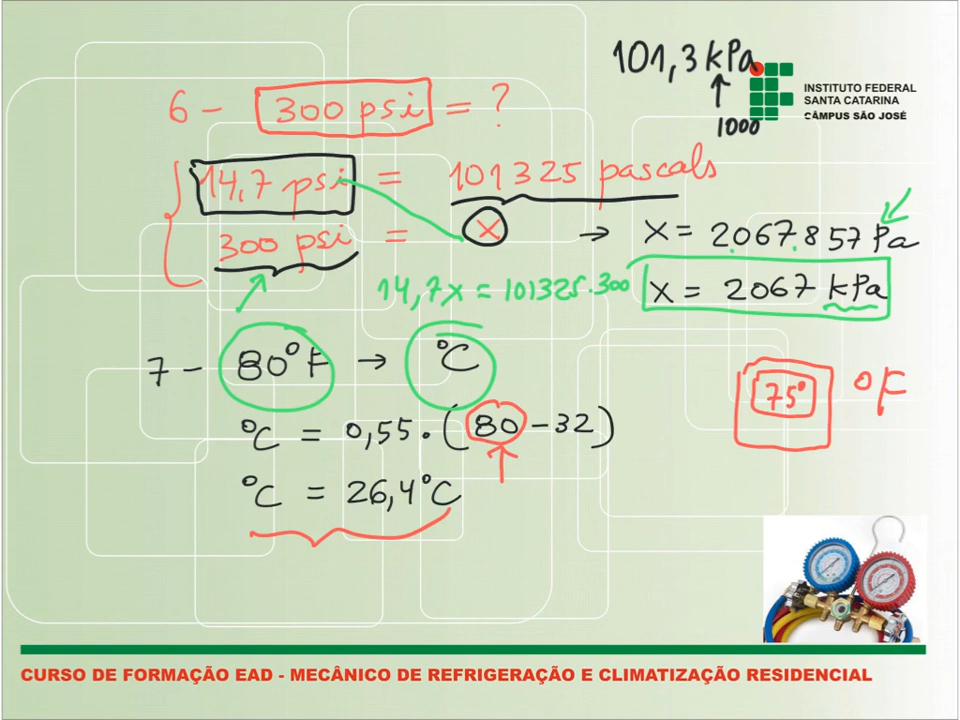 101,3 kPa
1000
INSTITUTO FEDERAL
SANTA CATARINA
CÂMPUS SÃO JOSÉ
6 - 300 psi = ?
14,7 psi = 101325 pascals
300 psi = x → X = 2.067.857 Pa
14,7x = 101325.300
X = 2067 kPa
7 - 80°F → °C
75° °F
°C = 0,55 . (80 - 32)
°C = 26,4°C
CURSO DE FORMAÇÃO EAD - MECÂNICO DE REFRIGERAÇÃO E CLIMATIZAÇÃO RESIDENCIAL